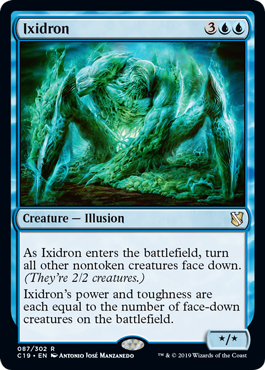 Ixidron 3
Creature — Illusion
As Ixidron enters the battlefield, turn
all other nontoken creatures face down.
(They're 2/2 creatures.)
Ixidron's power and toughness are
each equal to the number of face-down
creatures on the battlefield.
*/*
087/302 R
C19 • EN Antonio José Manzanedo
™ & © 2019 Wizards of the Coast